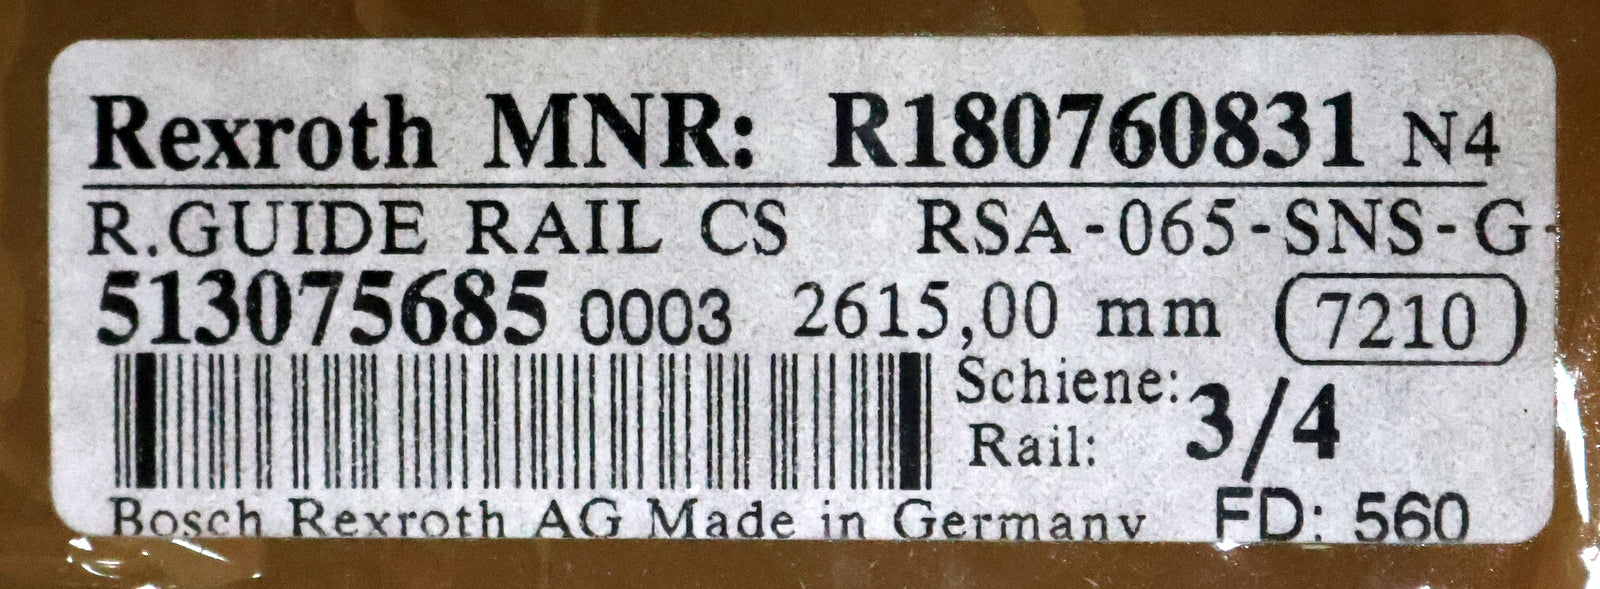 Rexroth MNR: R180760831 N4
R.GUIDE RAIL CS RSA-065-SNS-G-
513075685 0003 2615,00 mm 7210
Schiene: 3/4
Rail:
Bosch Rexroth AG Made in Germany FD: 560